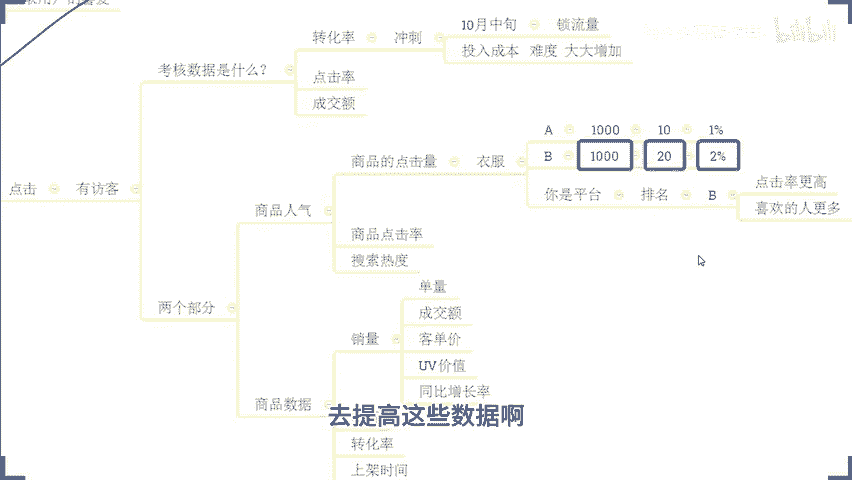 考核数据是什么？
转化率
冲刺
10月中旬
锁流量
投入成本 难度 大大增加
点击率
成交额
点击
有访客
两个部分
商品人气
商品的点击量
衣服
A 1000 10 1%
B 1000 20 2%
你是平台
排名
B
点击率更高
喜欢的人更多
商品点击率
搜索热度
商品数据
销量
单量
成交额
客单价
UV价值
同比增长率
转化率
上架时间
去提高这些数据啊
bilibili